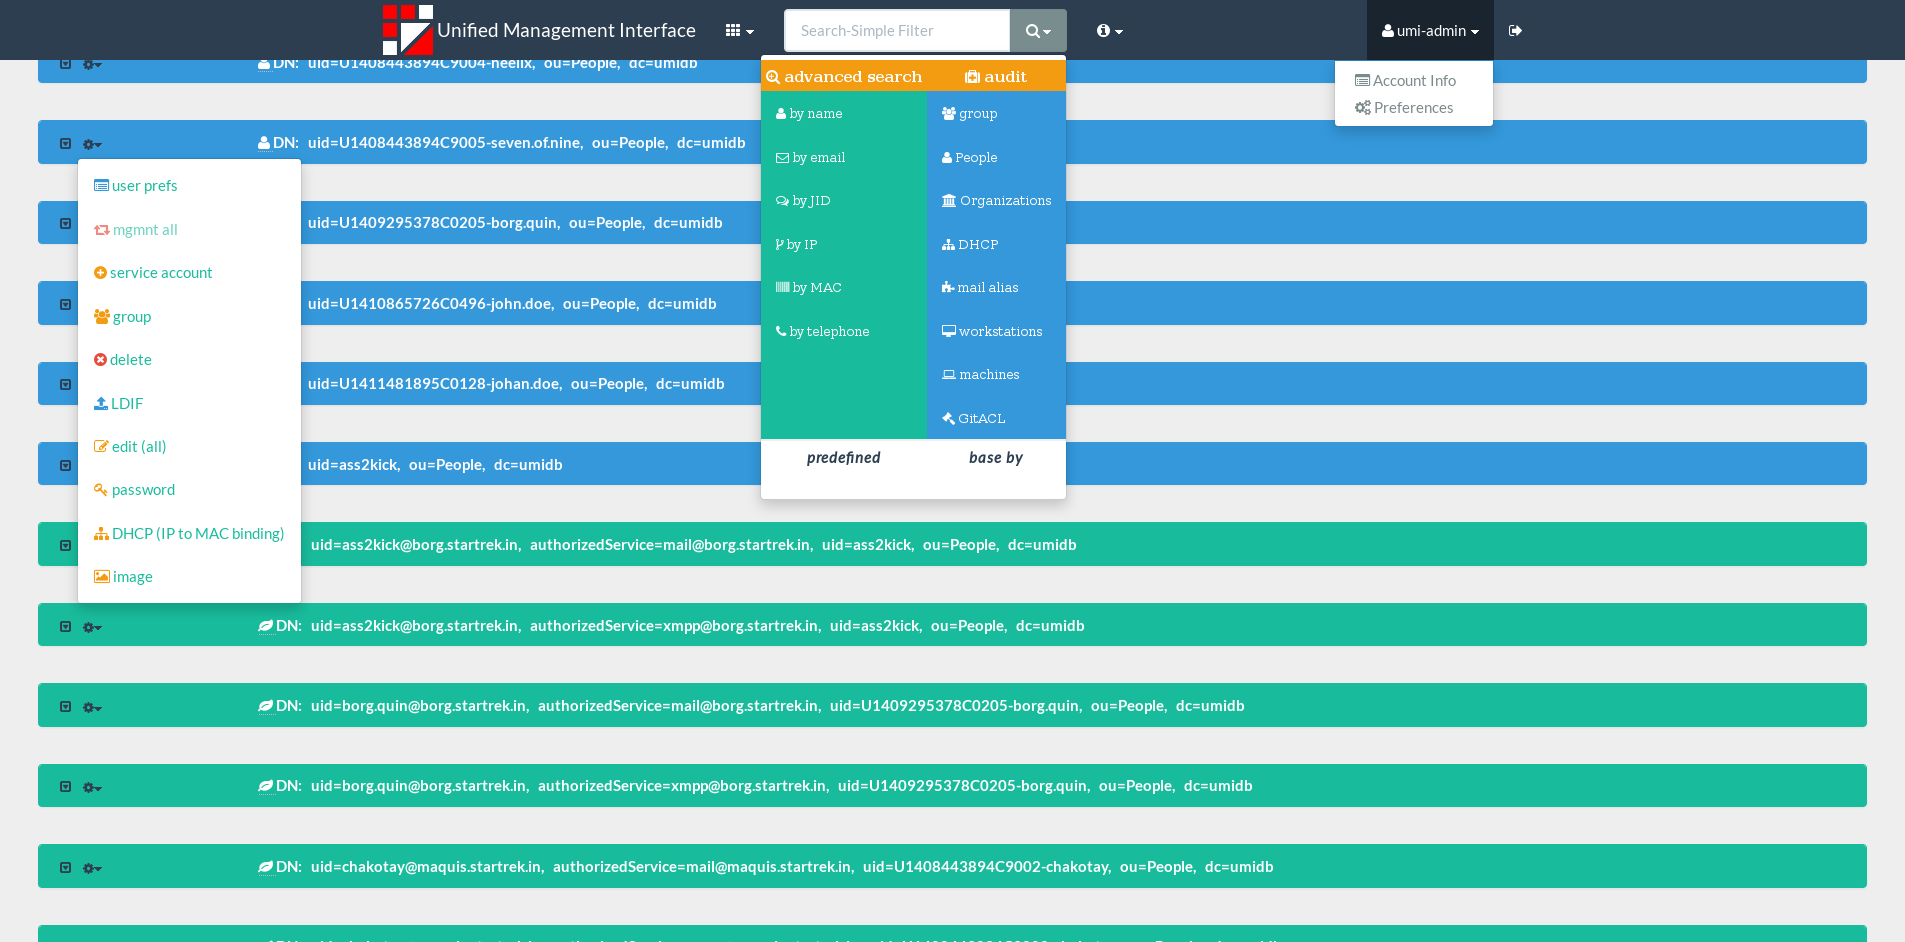 Unified Management Interface
Search-Simple Filter
umi-admin
Account Info
Preferences
advanced search audit
by name group
by email People
by JID Organizations
by IP DHCP
by MAC mail alias
by telephone workstations
machines
GitACL
predefined base by
DN: uid=U1408443894C9004-neelix, ou=People, dc=umidb
DN: uid=U1408443894C9005-seven.of.nine, ou=People, dc=umidb
user prefs
mgmnt all
service account
group
delete
LDIF
edit (all)
password
DHCP (IP to MAC binding)
image
uid=U1409295378C0205-borg.quin, ou=People, dc=umidb
uid=U1410865726C0496-john.doe, ou=People, dc=umidb
uid=U1411481895C0128-johan.doe, ou=People, dc=umidb
uid=ass2kick, ou=People, dc=umidb
uid=ass2kick@borg.startrek.in, authorizedService=mail@borg.startrek.in, uid=ass2kick, ou=People, dc=umidb
DN: uid=ass2kick@borg.startrek.in, authorizedService=xmpp@borg.startrek.in, uid=ass2kick, ou=People, dc=umidb
DN: uid=borg.quin@borg.startrek.in, authorizedService=mail@borg.startrek.in, uid=U1409295378C0205-borg.quin, ou=People, dc=umidb
DN: uid=borg.quin@borg.startrek.in, authorizedService=xmpp@borg.startrek.in, uid=U1409295378C0205-borg.quin, ou=People, dc=umidb
DN: uid=chakotay@maquis.startrek.in, authorizedService=mail@maquis.startrek.in, uid=U1408443894C9002-chakotay, ou=People, dc=umidb